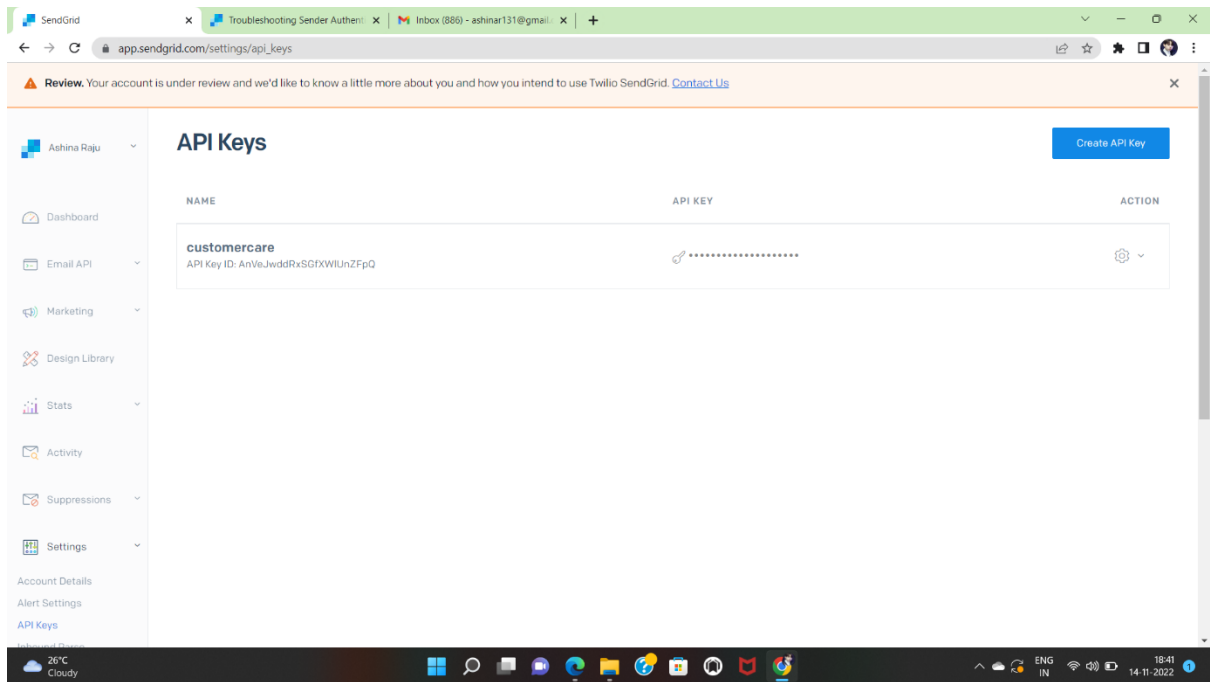 SendGrid
Troubleshooting Sender Authenti
Inbox (886) - ashinar131@gmail.
app.sendgrid.com/settings/api_keys
Review. Your account is under review and we'd like to know a little more about you and how you intend to use Twilio SendGrid. Contact Us
Ashina Raju
API Keys
Create API Key
NAME API KEY ACTION
Dashboard
customercare
API Key ID: AnVeJwddRxSGfXWIUnZFpQ
••••••••••••••••••••
Email API
Marketing
Design Library
Stats
Activity
Suppressions
Settings
Account Details
Alert Settings
API Keys
Inbound Parse
26°C
Cloudy
ENG
IN
18:41
14-11-2022
1